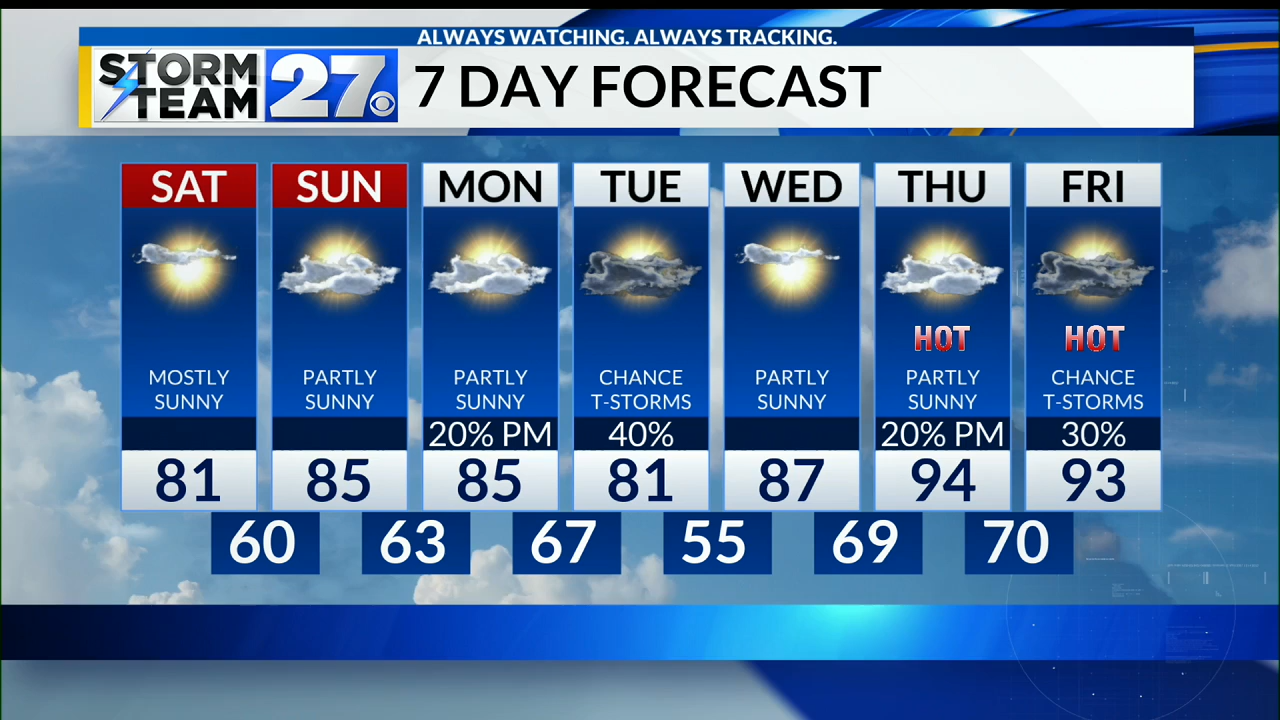 ALWAYS WATCHING. ALWAYS TRACKING.
STORM TEAM 27
7 DAY FORECAST
SAT SUN MON TUE WED THU FRI
HOT HOT
MOSTLY PARTLY PARTLY CHANCE PARTLY PARTLY CHANCE
SUNNY SUNNY SUNNY T-STORMS SUNNY SUNNY T-STORMS
20% PM 40% 20% PM 30%
81 85 85 81 87 94 93
60 63 67 55 69 70